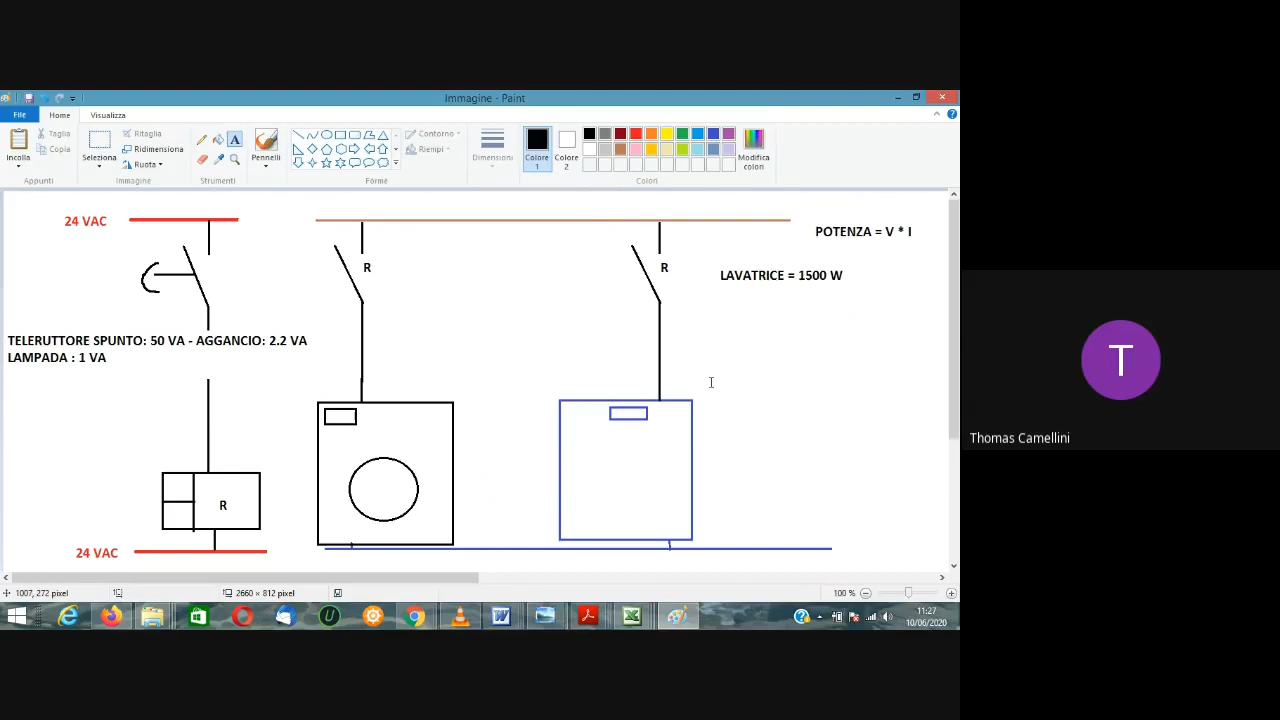 Immagine - Paint
File
Home
Visualizza
Incolla
Taglia
Copia
Appunti
Seleziona
Ritaglia
Ridimensiona
Ruota
Immagine
Strumenti
Pennelli
Contorno
Riempi
Forme
Dimensioni
Colore 1
Colore 2
Modifica colori
Colori
24 VAC
POTENZA = V * I
R
R
LAVATRICE = 1500 W
TELERUTTORE SPUNTO: 50 VA - AGGANCIO: 2.2 VA
LAMPADA : 1 VA
R
24 VAC
T
Thomas Camellini
1007, 272 pixel
2660 × 812 pixel
100 %
11:27
10/06/2020